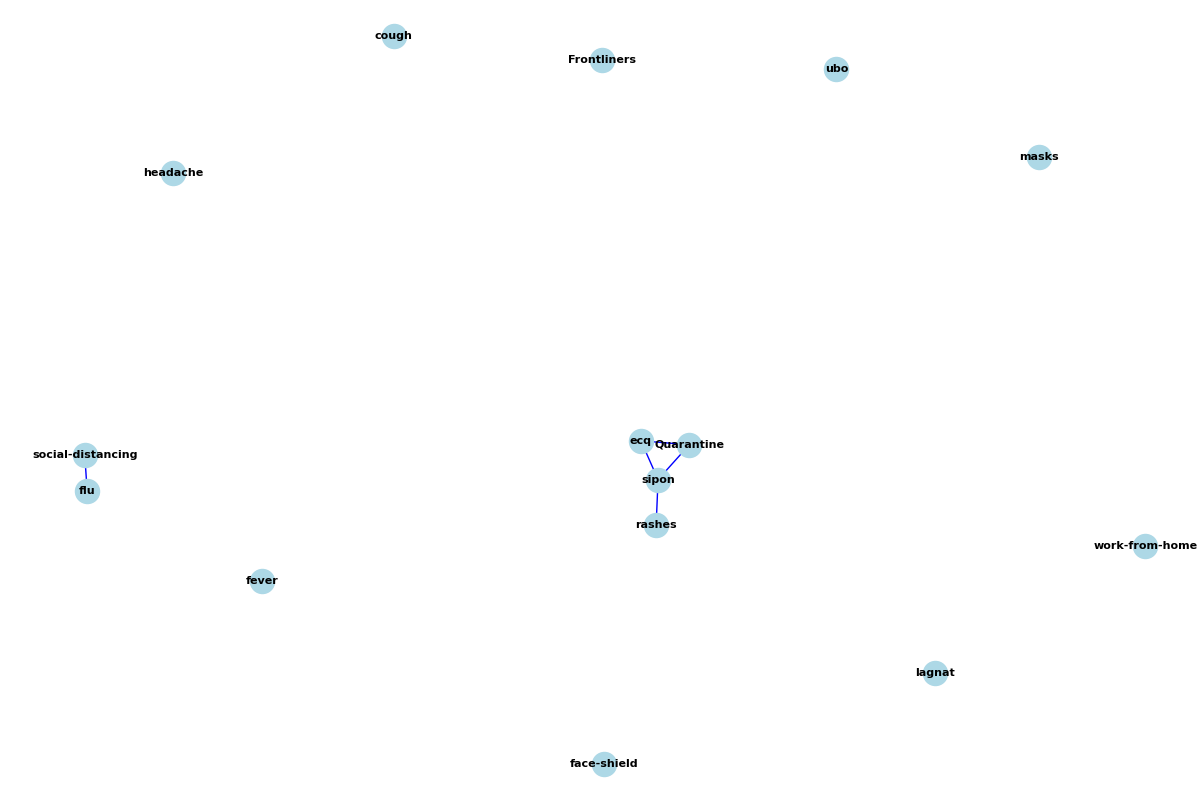 cough
Frontliners
ubo
masks
headache
ecq
Quarantine
social-distancing
sipon
flu
rashes
work-from-home
fever
lagnat
face-shield